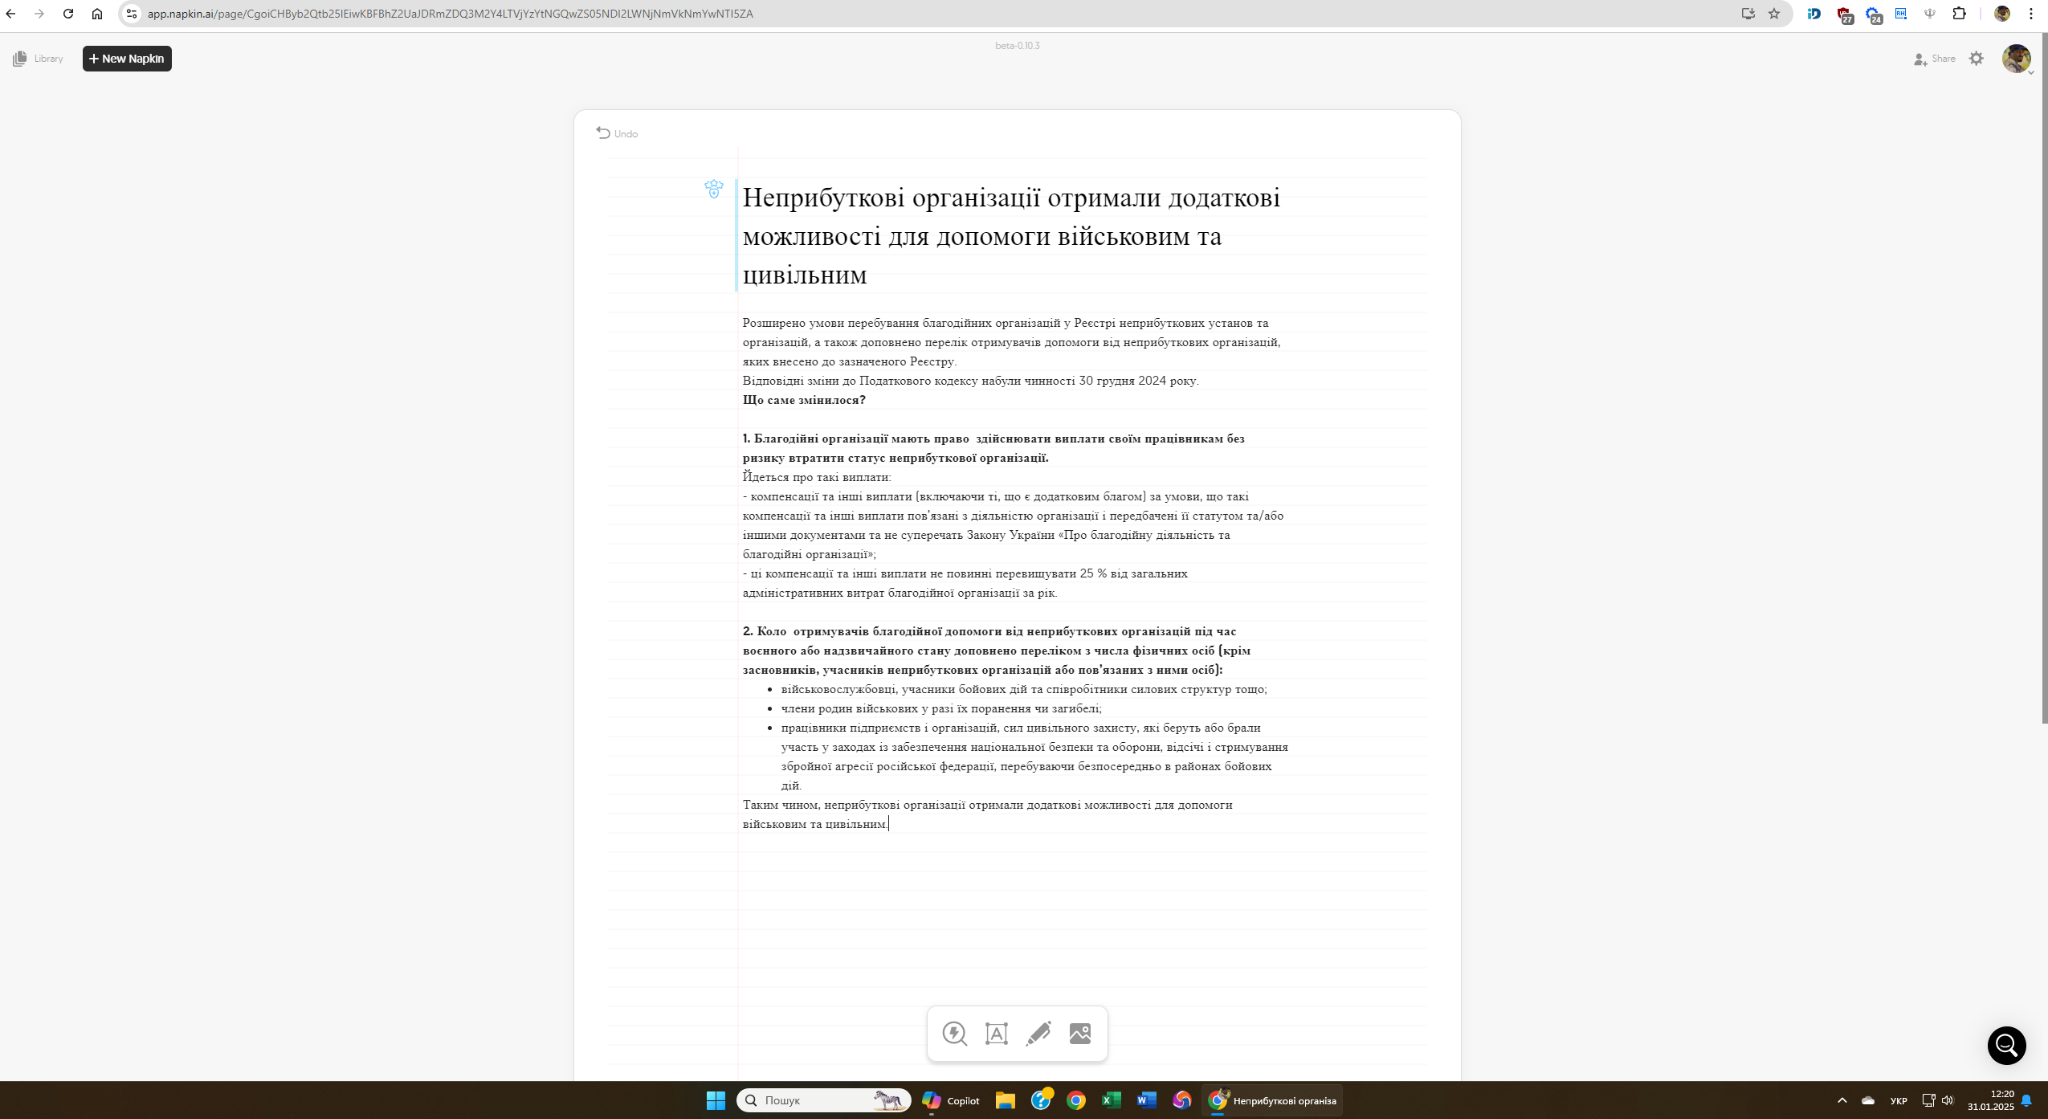 app.napkin.ai/page/CgoiCHByb2Qtb25lEiwKBFBhZ2UaJDRmZDQ3M2Y4LTVjYzYtNGQwZS05NDI2LWNjNmVkNmYwNTI5ZA
27
24
RH
beta-0.10.3
Library
+ New Napkin
Share
Undo
Неприбуткові організації отримали додаткові
можливості для допомоги військовим та
цивільним
Розширено умови перебування благодійних організацій у Реєстрі неприбуткових установ та
організацій, а також доповнено перелік отримувачів допомоги від неприбуткових організацій,
яких внесено до зазначеного Реєстру.
Відповідні зміни до Податкового кодексу набули чинності 30 грудня 2024 року.
Що саме змінилося?
1. Благодійні організації мають право  здійснювати виплати своїм працівникам без
ризику втратити статус неприбуткової організації.
Йдеться про такі виплати:
- компенсації та інші виплати (включаючи ті, що є додатковим благом) за умови, що такі
компенсації та інші виплати пов’язані з діяльністю організації і передбачені її статутом та/або
іншими документами та не суперечать Закону України «Про благодійну діяльність та
благодійні організації»;
- ці компенсації та інші виплати не повинні перевищувати 25 % від загальних
адміністративних витрат благодійної організації за рік.
2. Коло  отримувачів благодійної допомоги від неприбуткових організацій під час
воєнного або надзвичайного стану доповнено переліком з числа фізичних осіб (крім
засновників, учасників неприбуткових організацій або пов’язаних з ними осіб):
• військовослужбовці, учасники бойових дій та співробітники силових структур тощо;
• члени родин військових у разі їх поранення чи загибелі;
• працівники підприємств і організацій, сил цивільного захисту, які беруть або брали
участь у заходах із забезпечення національної безпеки та оборони, відсічі і стримування
збройної агресії російської федерації, перебуваючи безпосередньо в районах бойових
дій.
Таким чином, неприбуткові організації отримали додаткові можливості для допомоги
військовим та цивільним.
A
Пошук
Copilot
Неприбуткові організа
УКР
12:20
31.01.2025